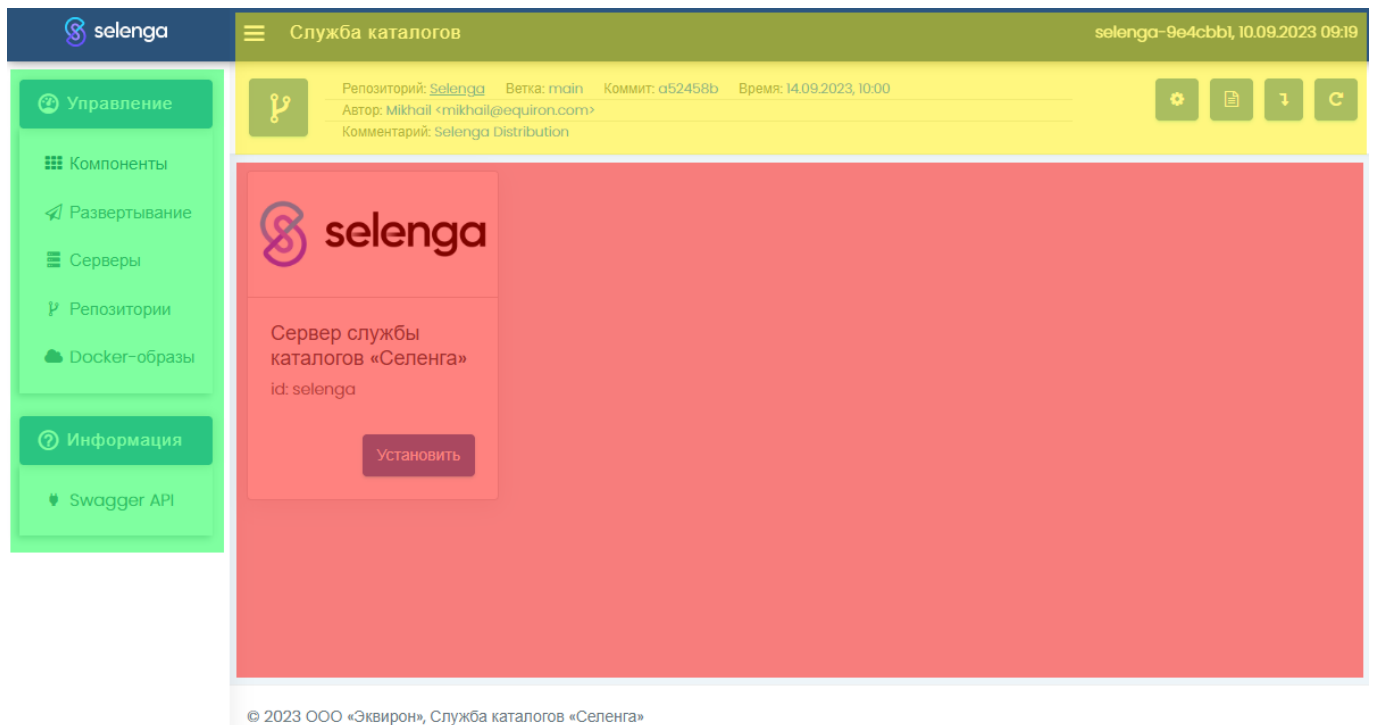 selenga
Служба каталогов
selenga-9e4cbb1, 10.09.2023 09:19
Управление
Компоненты
Развертывание
Серверы
Репозитории
Docker-образы
Информация
Swagger API
Репозиторий: Selenga Ветка: main Коммит: a52458b Время: 14.09.2023, 10:00
Автор: Mikhail <mikhail@equiron.com>
Комментарий: Selenga Distribution
selenga
Сервер службы
каталогов «Селенга»
id: selenga
Установить
© 2023 ООО «Эквирон», Служба каталогов «Селенга»